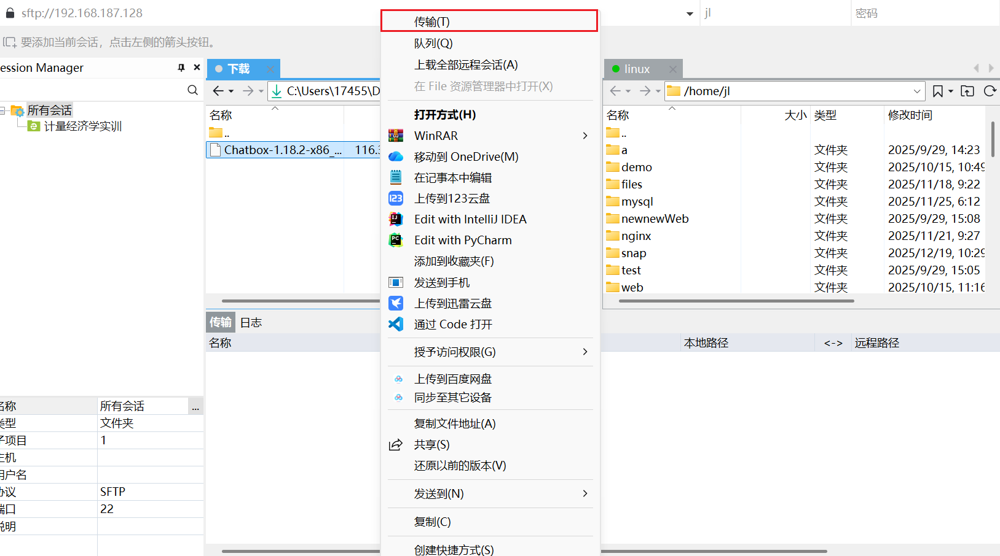 sftp://192.168.187.128
jl
密码
要添加当前会话，点击左侧的箭头按钮。
ession Manager
所有会话
计量经济学实训
名称
所有会话
...
类型
文件夹
子项目
1
主机
用户名
协议
SFTP
端口
22
说明
下载
C:\Users\17455\D
名称
..
Chatbox-1.18.2-x86_...
116.3
传输(T)
队列(Q)
上载全部远程会话(A)
在 File 资源管理器中打开(X)
打开方式(H)
WinRAR
移动到 OneDrive(M)
在记事本中编辑
123
上传到123云盘
IJ
Edit with IntelliJ IDEA
PC
Edit with PyCharm
添加到收藏夹(F)
发送到手机
上传到迅雷云盘
通过 Code 打开
授予访问权限(G)
上传到百度网盘
同步至其它设备
复制文件地址(A)
共享(S)
还原以前的版本(V)
发送到(N)
复制(C)
创建快捷方式(S)
linux
/home/jl
名称 大小 类型 修改时间
..
a 文件夹 2025/9/29, 14:23
demo 文件夹 2025/10/15, 10:49
files 文件夹 2025/11/18, 9:22
mysql 文件夹 2025/11/25, 6:12
newnewWeb 文件夹 2025/9/29, 15:08
nginx 文件夹 2025/11/21, 9:27
snap 文件夹 2025/12/19, 10:29
test 文件夹 2025/9/29, 15:05
web 文件夹 2025/10/15, 11:16
传输 日志
名称 本地路径 <-> 远程路径